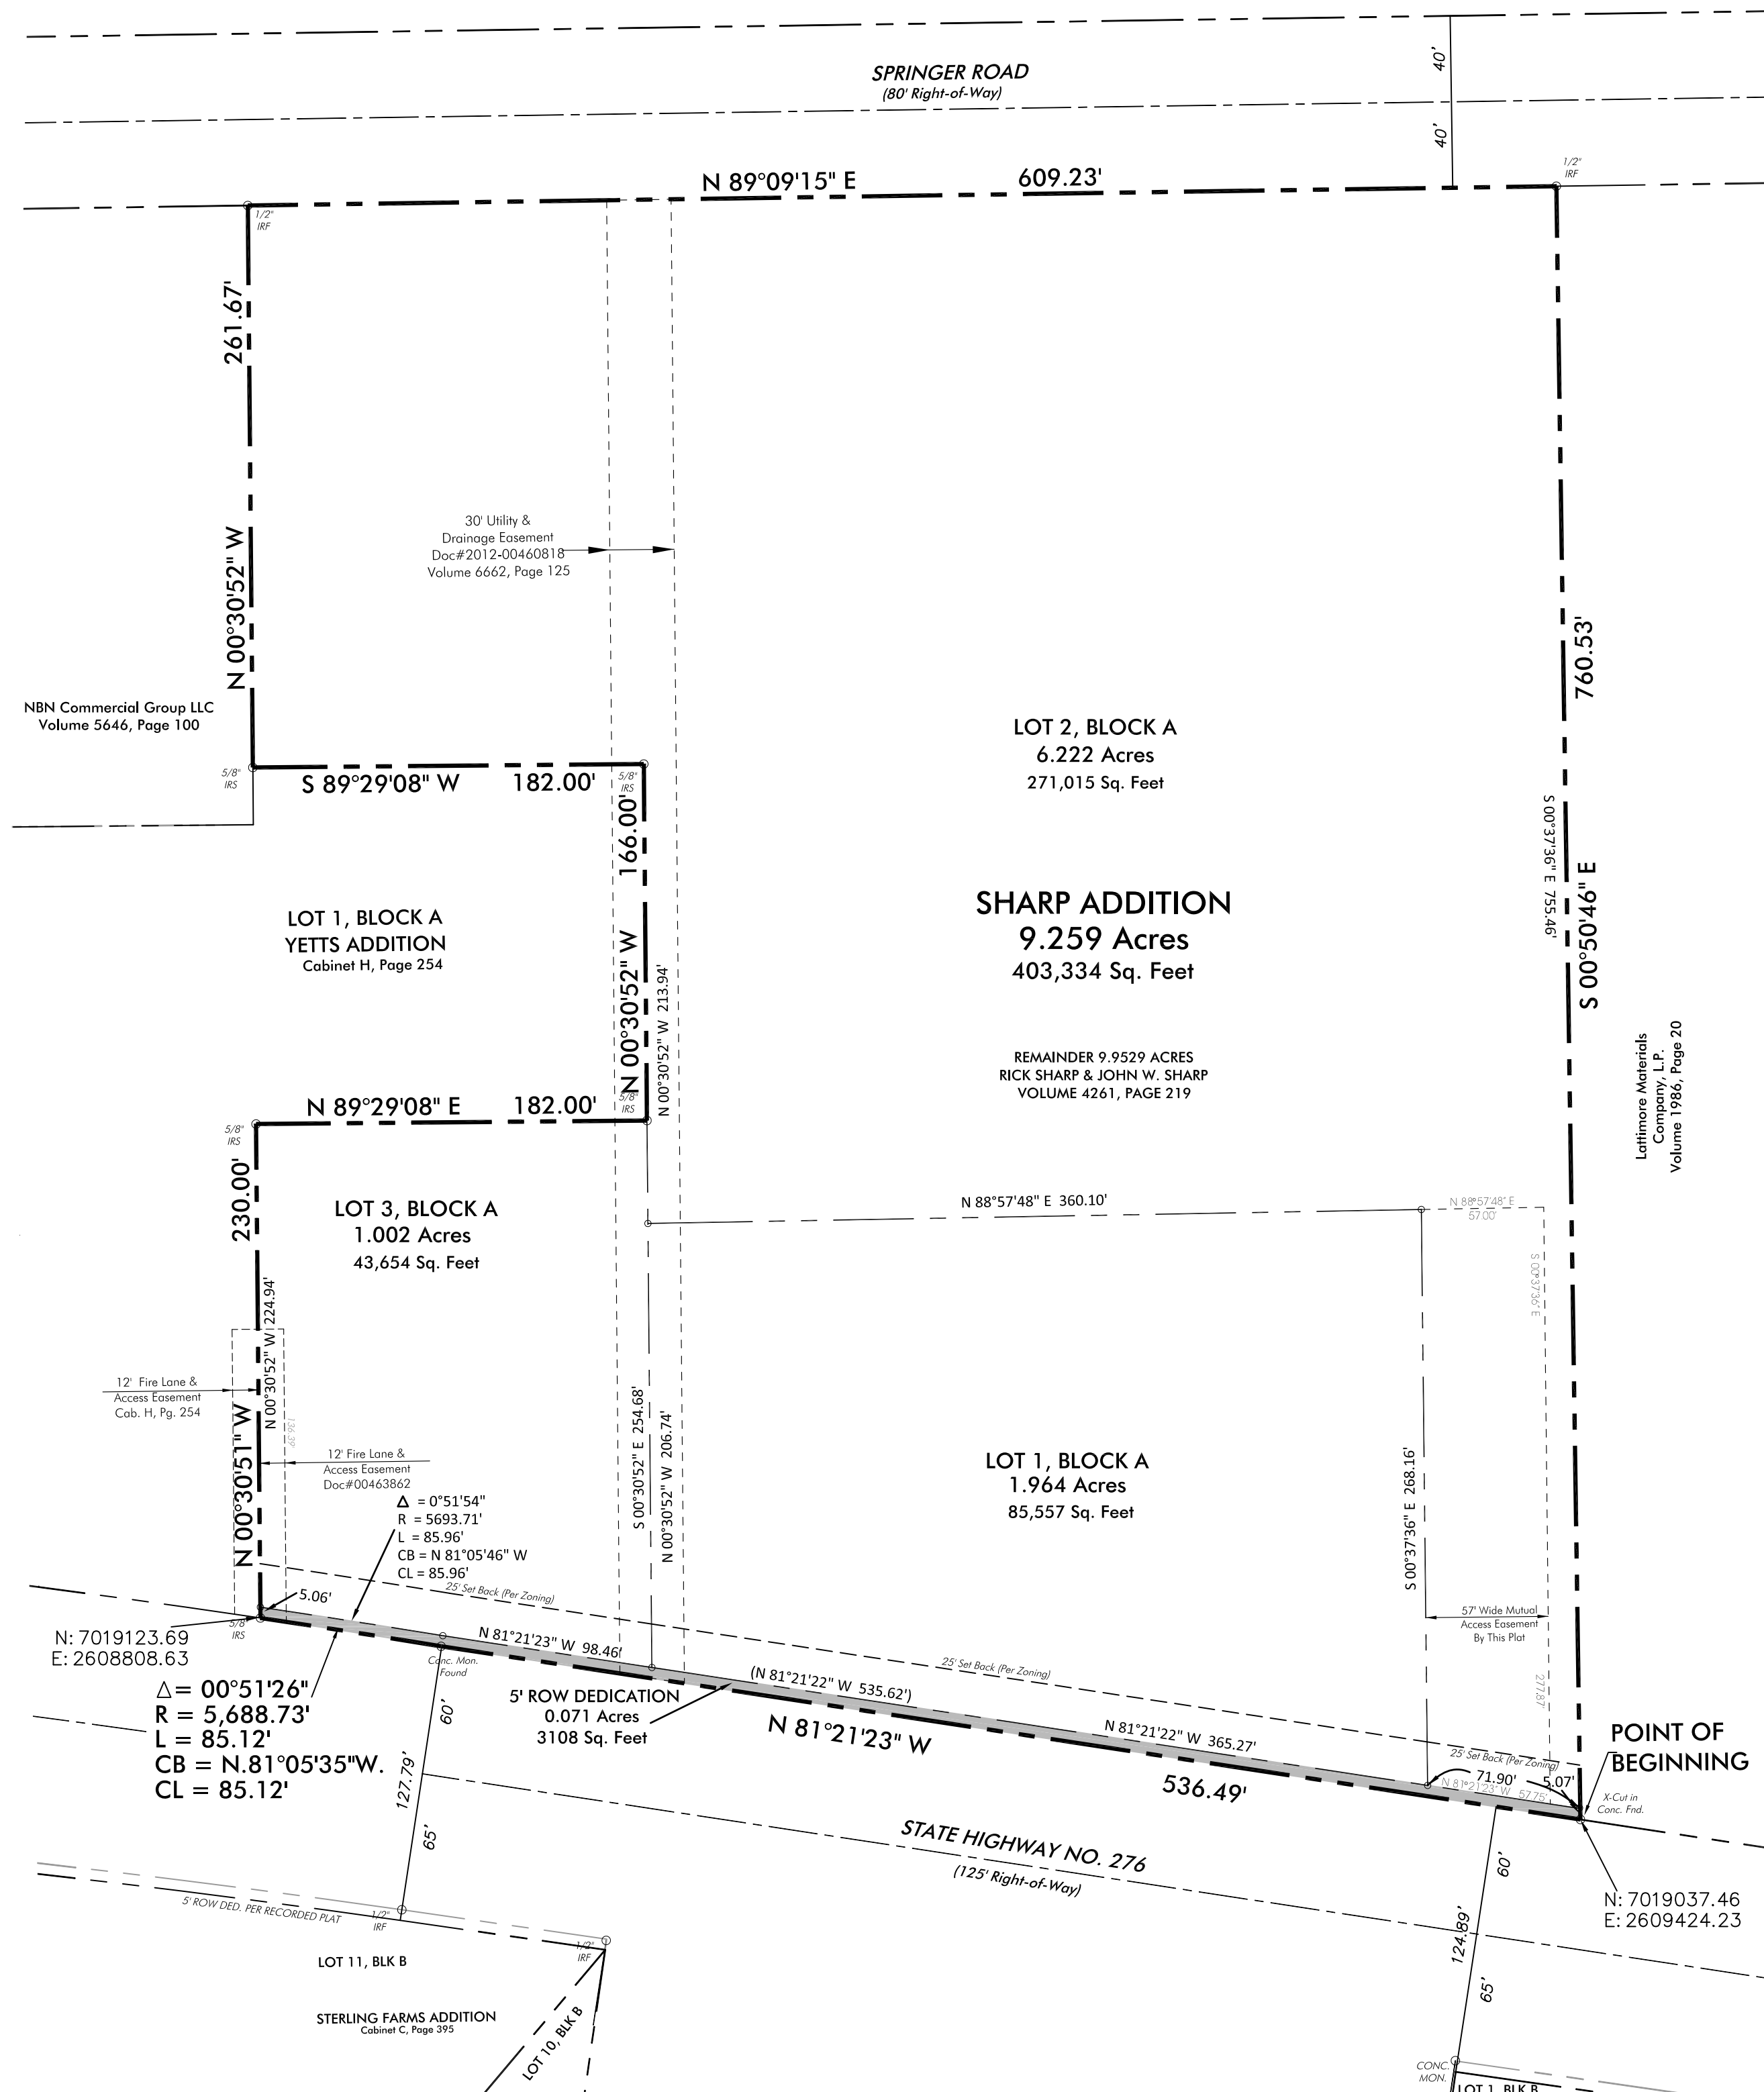 SPRINGER ROAD
(80' Right-of-Way)
40'
40'
N 89°09'15" E 609.23'
1/2"
IRF
1/2"
IRF
261.67'
N 00°30'52" W
30' Utility &
Drainage Easement
Doc#2012-00460818
Volume 6662, Page 125
760.53'
S 00°50'46" E
S 00°37'36" E 755.46'
NBN Commercial Group LLC
Volume 5646, Page 100
5/8"
IRS
S 89°29'08" W 182.00'
5/8"
IRS
166.00'
N 00°30'52" W
N 00°30'52" W 213.94'
LOT 2, BLOCK A
6.222 Acres
271,015 Sq. Feet
LOT 1, BLOCK A
YETTS ADDITION
Cabinet H, Page 254
SHARP ADDITION
9.259 Acres
403,334 Sq. Feet
REMAINDER 9.9529 ACRES
RICK SHARP & JOHN W. SHARP
VOLUME 4261, PAGE 219
Lattimore Materials
Company, L.P.
Volume 1986, Page 20
N 89°29'08" E 182.00'
5/8"
IRS
5/8"
IRS
230.00'
N 00°30'51" W
N 00°30'52" W 224.94'
LOT 3, BLOCK A
1.002 Acres
43,654 Sq. Feet
N 88°57'48" E 360.10'
N 88°57'48" E
57.00'
S 00°37'36" E
277.87'
12' Fire Lane &
Access Easement
Cab. H, Pg. 254
136.39'
12' Fire Lane &
Access Easement
Doc#00463862
Δ = 0°51'54"
R = 5693.71'
L = 85.96'
CB = N 81°05'46" W
CL = 85.96'
S 00°30'52" E 254.68'
N 00°30'52" W 206.74'
LOT 1, BLOCK A
1.964 Acres
85,557 Sq. Feet
S 00°37'36" E 268.16'
57' Wide Mutual
Access Easement
By This Plat
25' Set Back (Per Zoning)
25' Set Back (Per Zoning)
25' Set Back (Per Zoning)
5.06'
5/8"
IRS
N: 7019123.69
E: 2608808.63
Δ= 00°51'26"
R = 5,688.73'
L = 85.12'
CB = N.81°05'35"W.
CL = 85.12'
Conc. Mon.
Found
N 81°21'23" W 98.46'
(N 81°21'22" W 535.62')
5' ROW DEDICATION
0.071 Acres
3108 Sq. Feet
N 81°21'23" W 536.49'
N 81°21'22" W 365.27'
71.90'
N 81°21'23" W 57.75'
5.07'
POINT OF
BEGINNING
X-Cut in
Conc. Fnd.
N: 7019037.46
E: 2609424.23
60'
127.79'
65'
STATE HIGHWAY NO. 276
(125' Right-of-Way)
60'
124.89'
65'
5' ROW DED. PER RECORDED PLAT
1/2"
IRF
1/2"
IRF
LOT 11, BLK B
STERLING FARMS ADDITION
Cabinet C, Page 395
LOT 10, BLK B
CONC.
MON.
LOT 1, BLK B